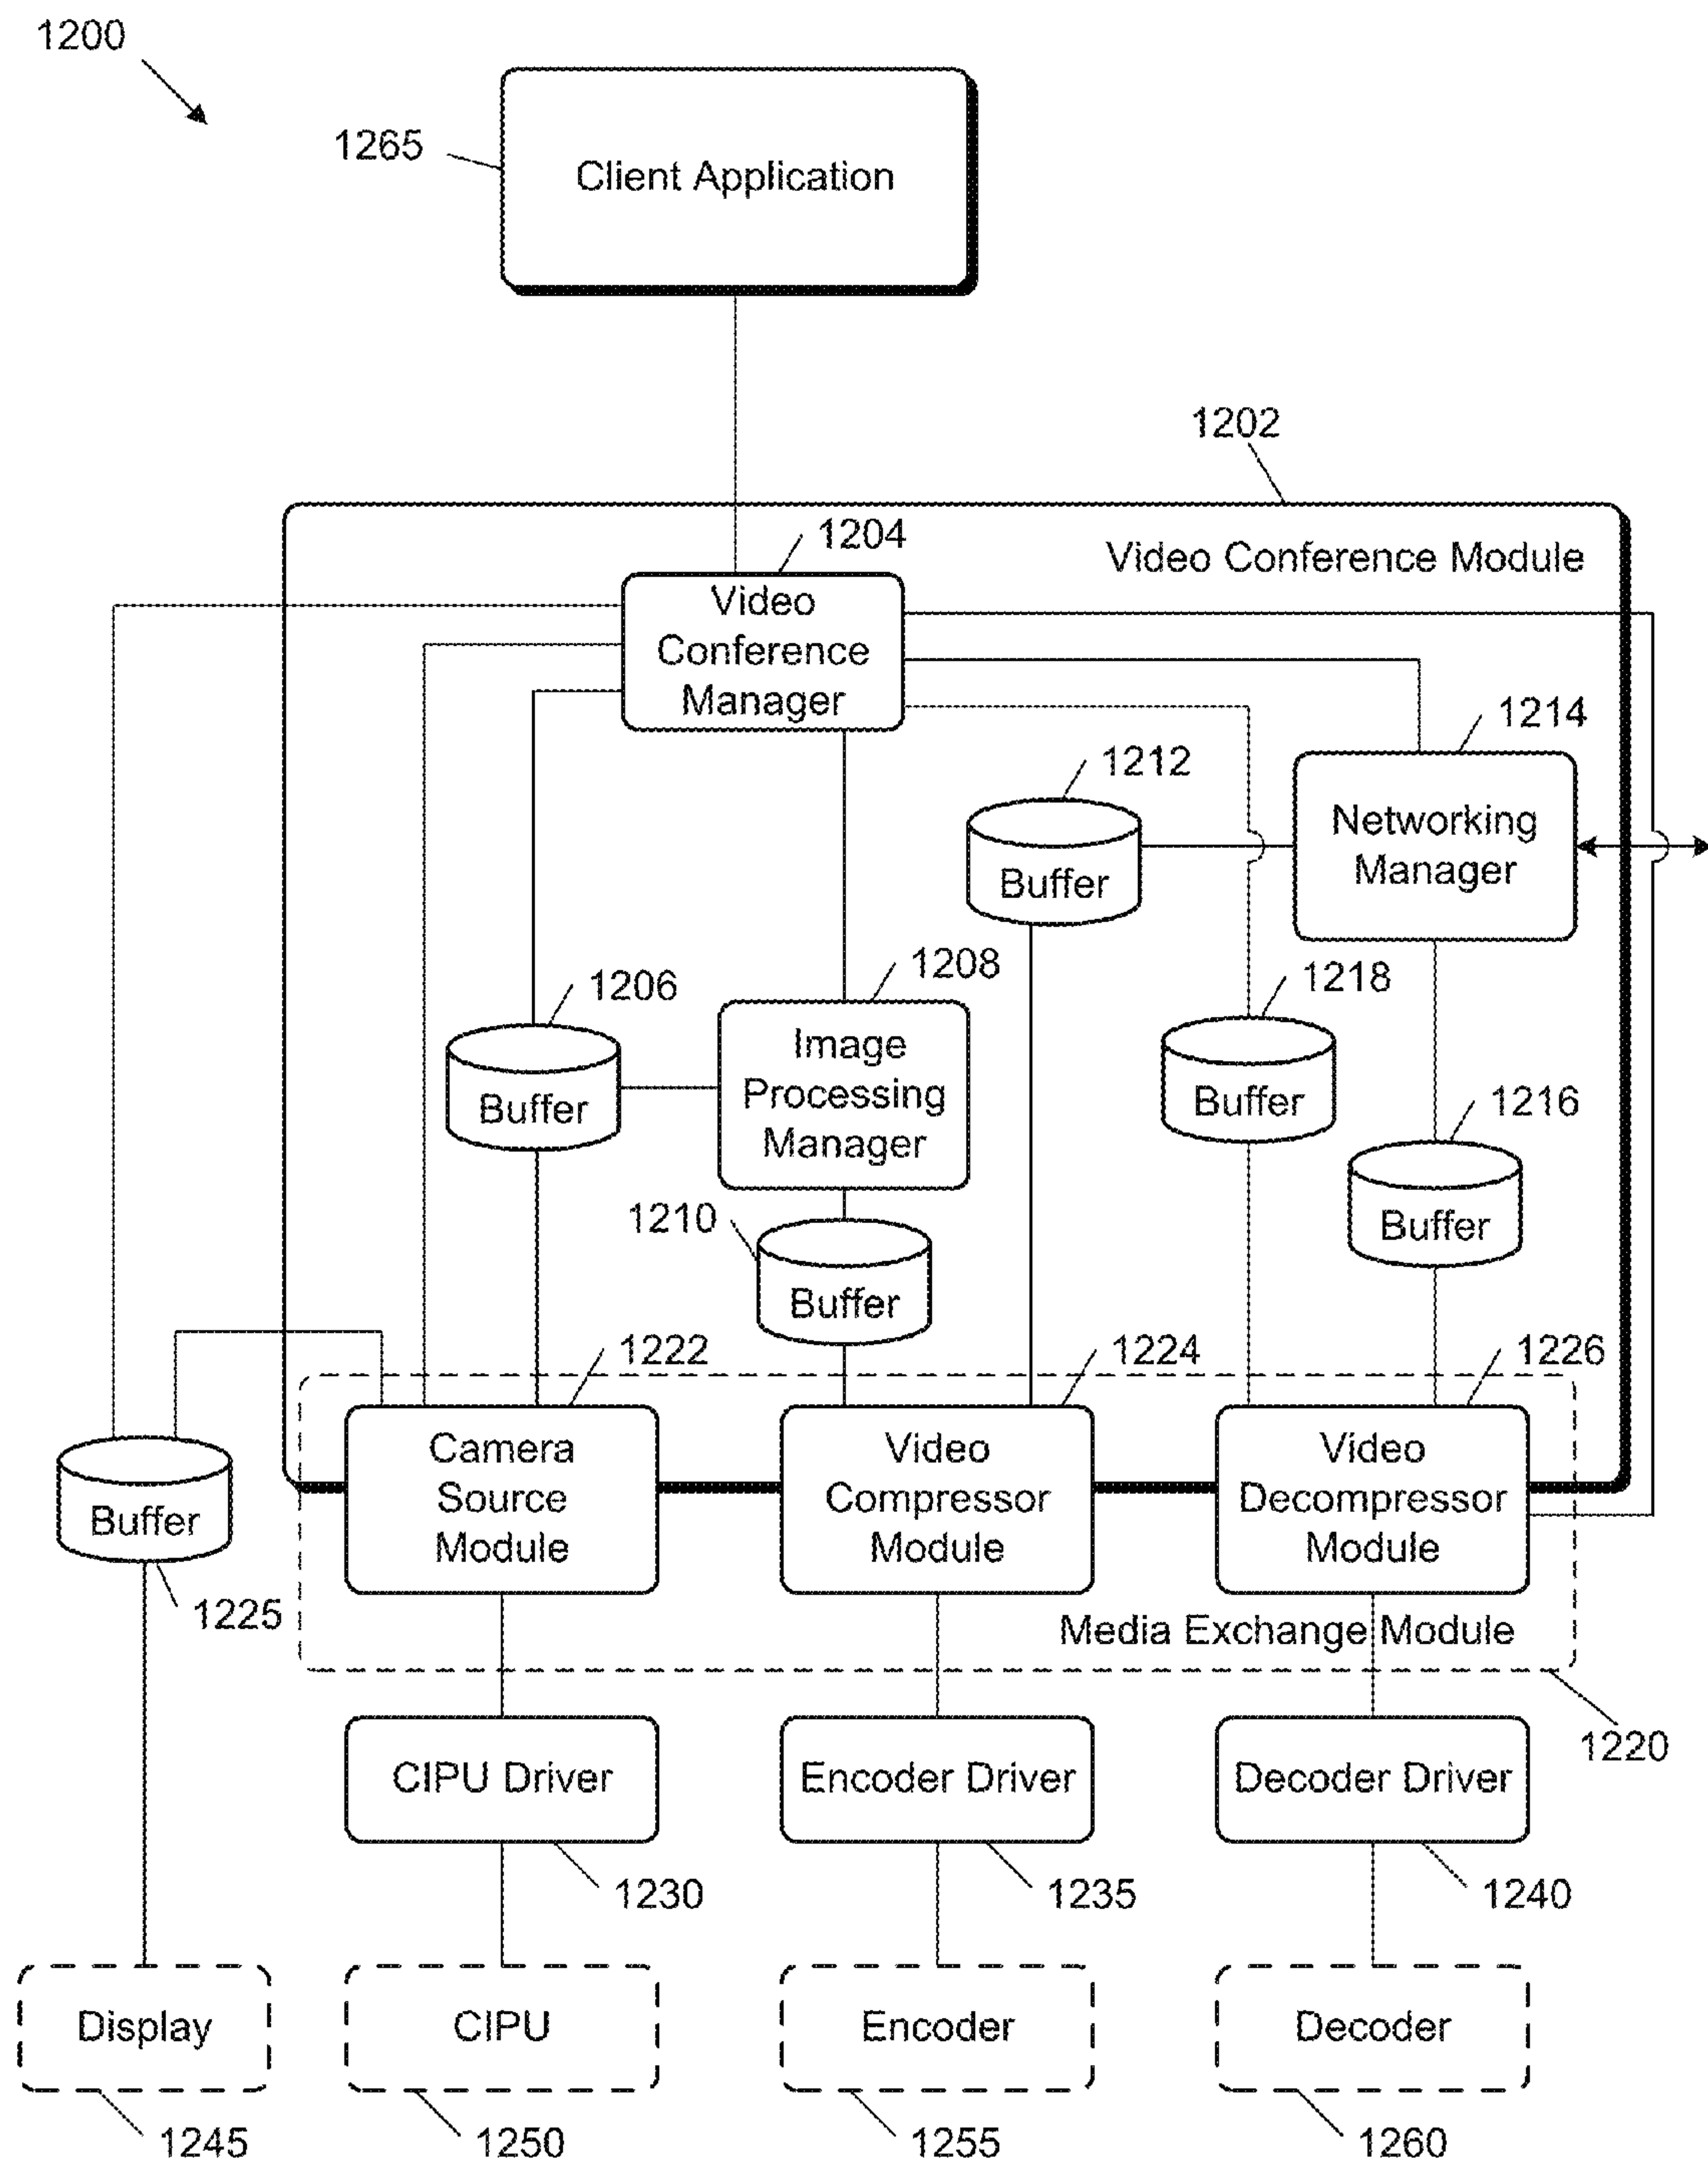 1200
1265
Client Application
1202
1204
Video Conference Module
Video
Conference
Manager
1214
1212
Networking
Manager
Buffer
1208
1218
1206
Image
Processing
Manager
Buffer
Buffer
1216
1210
Buffer
Buffer
1222
1224
1226
Camera
Source
Module
Video
Compressor
Module
Video
Decompressor
Module
Buffer
1225
Media Exchange Module
1220
CIPU Driver
Encoder Driver
Decoder Driver
1230
1235
1240
Display
CIPU
Encoder
Decoder
1245
1250
1255
1260